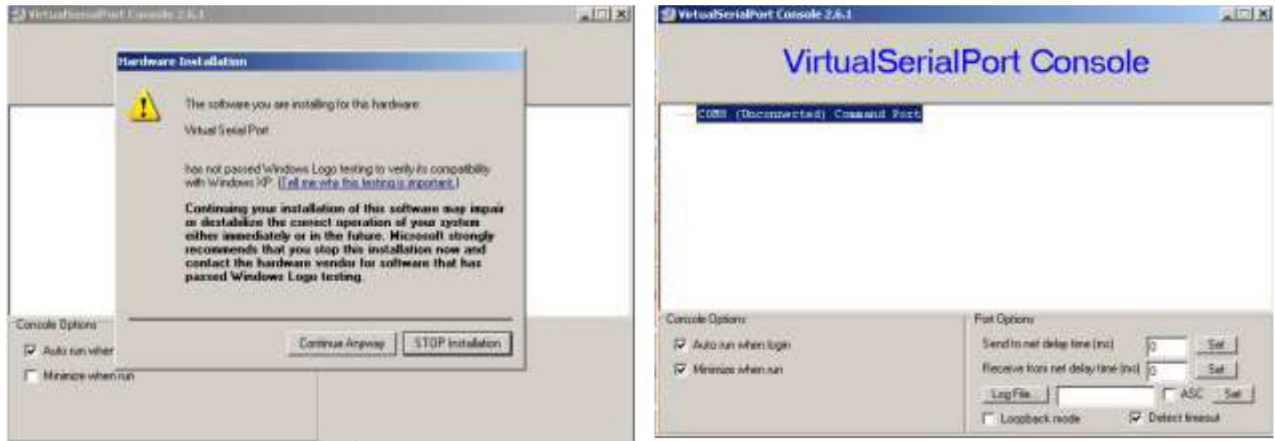 VirtualSerialPort Console 2.6.1
Hardware Installation
The software you are installing for this hardware:
Virtual Serial Port
has not passed Windows Logo testing to verify its compatibility
with Windows XP. (Tell me why this testing is important.)
Continuing your installation of this software may impair
or destabilize the correct operation of your system
either immediately or in the future. Microsoft strongly
recommends that you stop this installation now and
contact the hardware vendor for software that has
passed Windows Logo testing.
Continue Anyway
STOP Installation
Console Options
Auto run when
Minimize when run
VirtualSerialPort Console 2.6.1
VirtualSerialPort Console
(Unconnected) Command Port
Console Options
Auto run when login
Minimize when run
Port Options
Send to net delay time (ms) 0 Set
Receive from net delay time (ms) 0 Set
Log File... ASC Set
Loopback mode Detect timeout